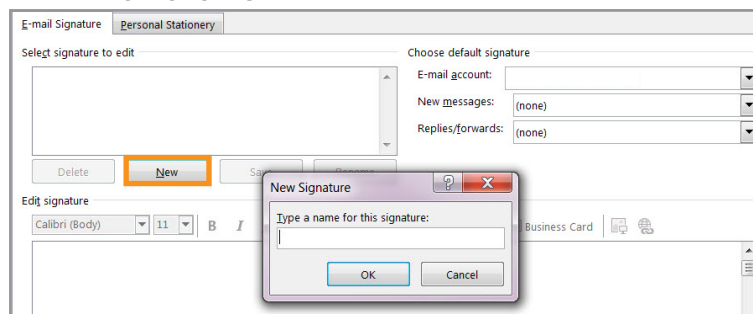 E-mail Signature Personal Stationery
Select signature to edit Choose default signature
E-mail account:
New messages: (none)
Replies/forwards: (none)
Delete New
New Signature
Edit signature
Type a name for this signature:
Calibri (Body) 11 B I Business Card
OK Cancel